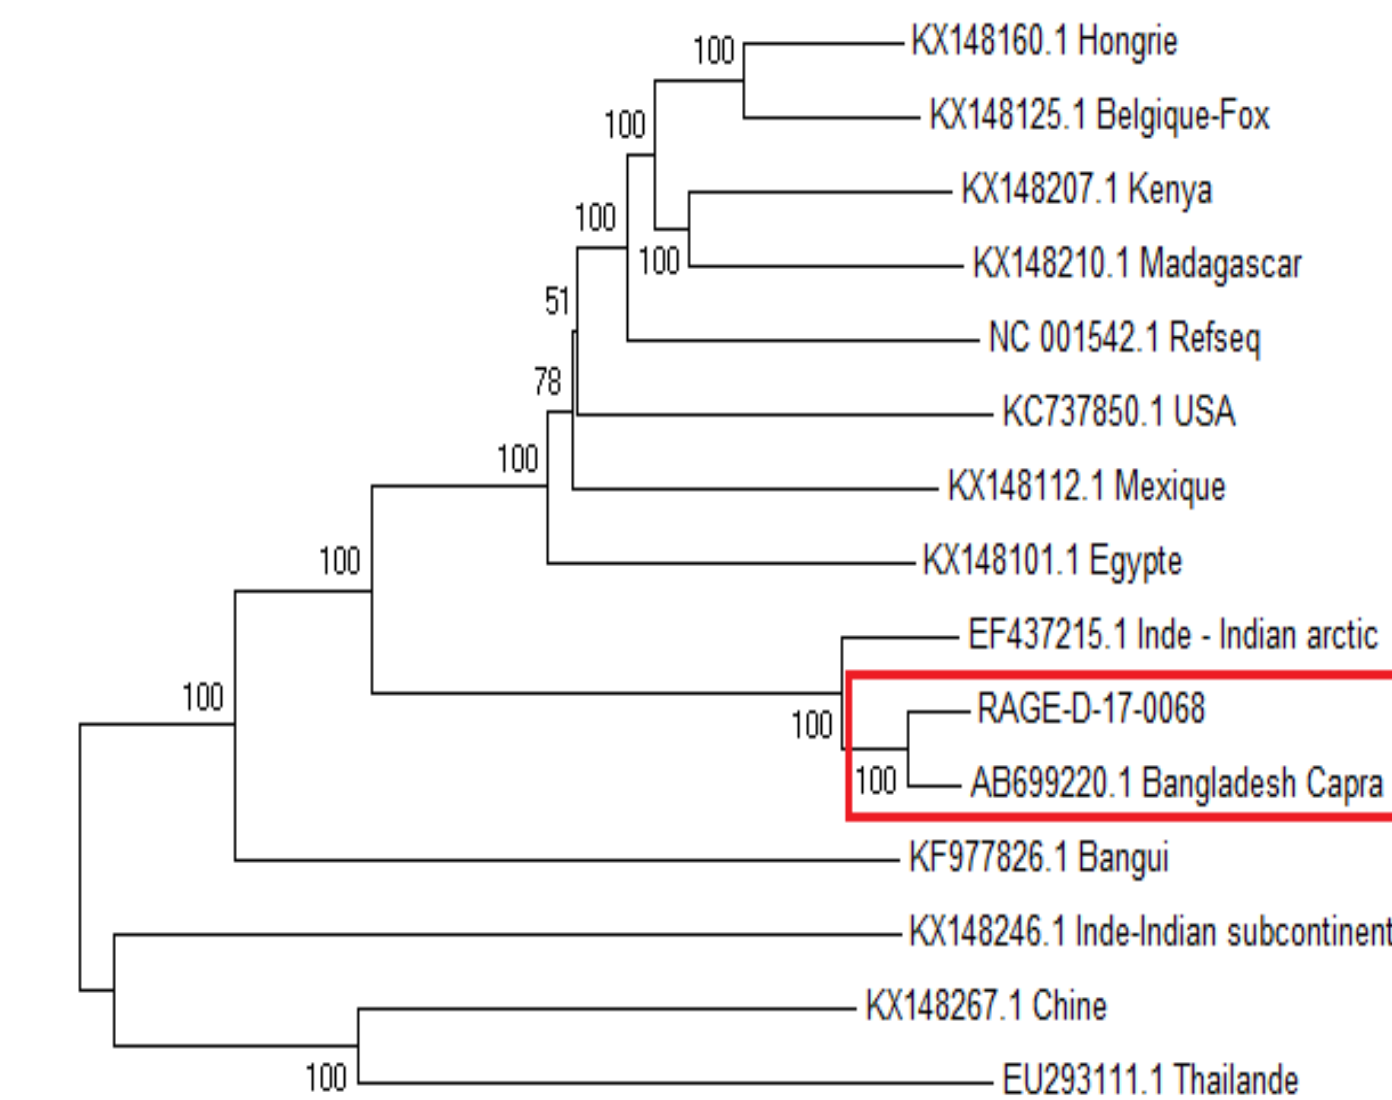 100
KX148160.1 Hongrie
KX148125.1 Belgique-Fox
100
KX148207.1 Kenya
100
100
KX148210.1 Madagascar
51
NC 001542.1 Refseq
78
KC737850.1 USA
100
KX148112.1 Mexique
100
KX148101.1 Egypte
EF437215.1 Inde - Indian arctic
100
RAGE-D-17-0068
100
100
AB699220.1 Bangladesh Capra
KF977826.1 Bangui
KX148246.1 Inde-Indian subcontinent
KX148267.1 Chine
100
EU293111.1 Thailande